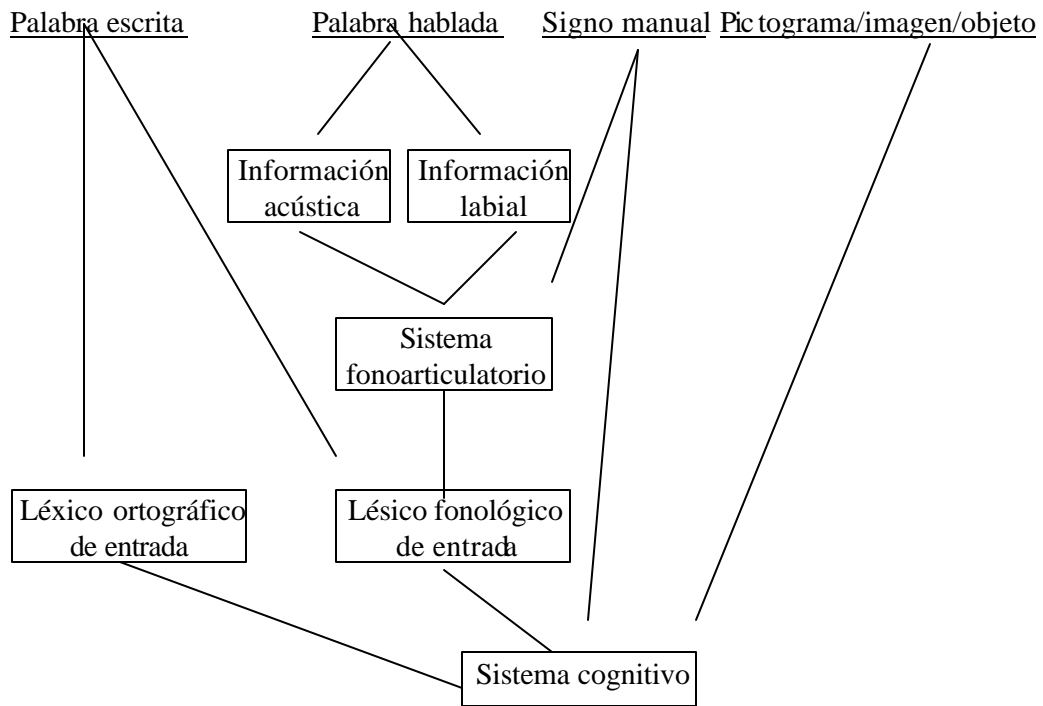 Palabra escrita
Palabra hablada
Signo manual
Pictograma/imagen/objeto
Información
acústica
Información
labial
Sistema
fonoarticulatorio
Léxico ortográfico
de entrada
Lésico fonológico
de entrada
Sistema cognitivo